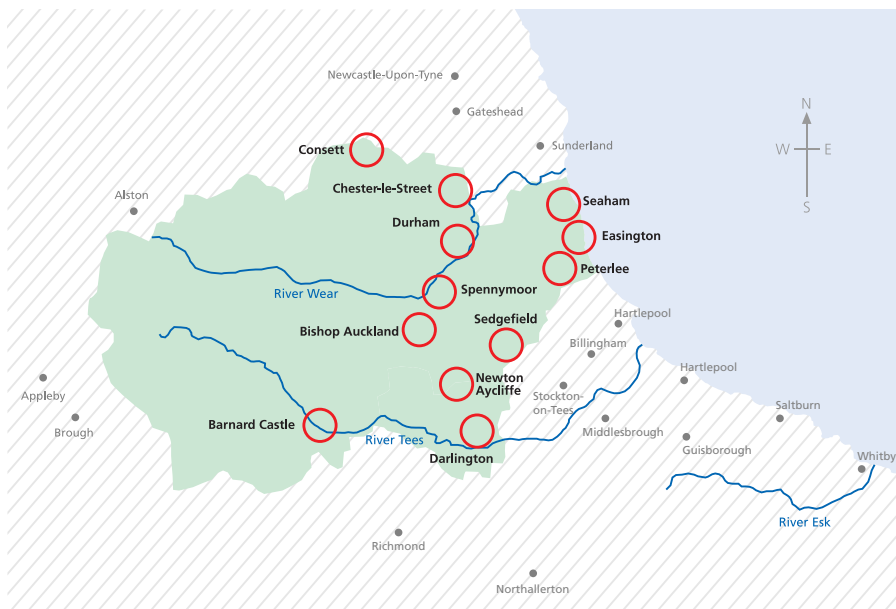 Newcastle-Upon-Tyne
Gateshead
N
W
E
S
Sunderland
Consett
Chester-le-Street
Alston
Seaham
Durham
Easington
Peterlee
River Wear
Spennymoor
Hartlepool
Sedgefield
Bishop Auckland
Billingham
Hartlepool
Newton
Aycliffe
Stockton-
on-Tees
Appleby
Saltburn
Brough
Barnard Castle
River Tees
Middlesbrough
Guisborough
Darlington
Whitby
River Esk
Richmond
Northallerton